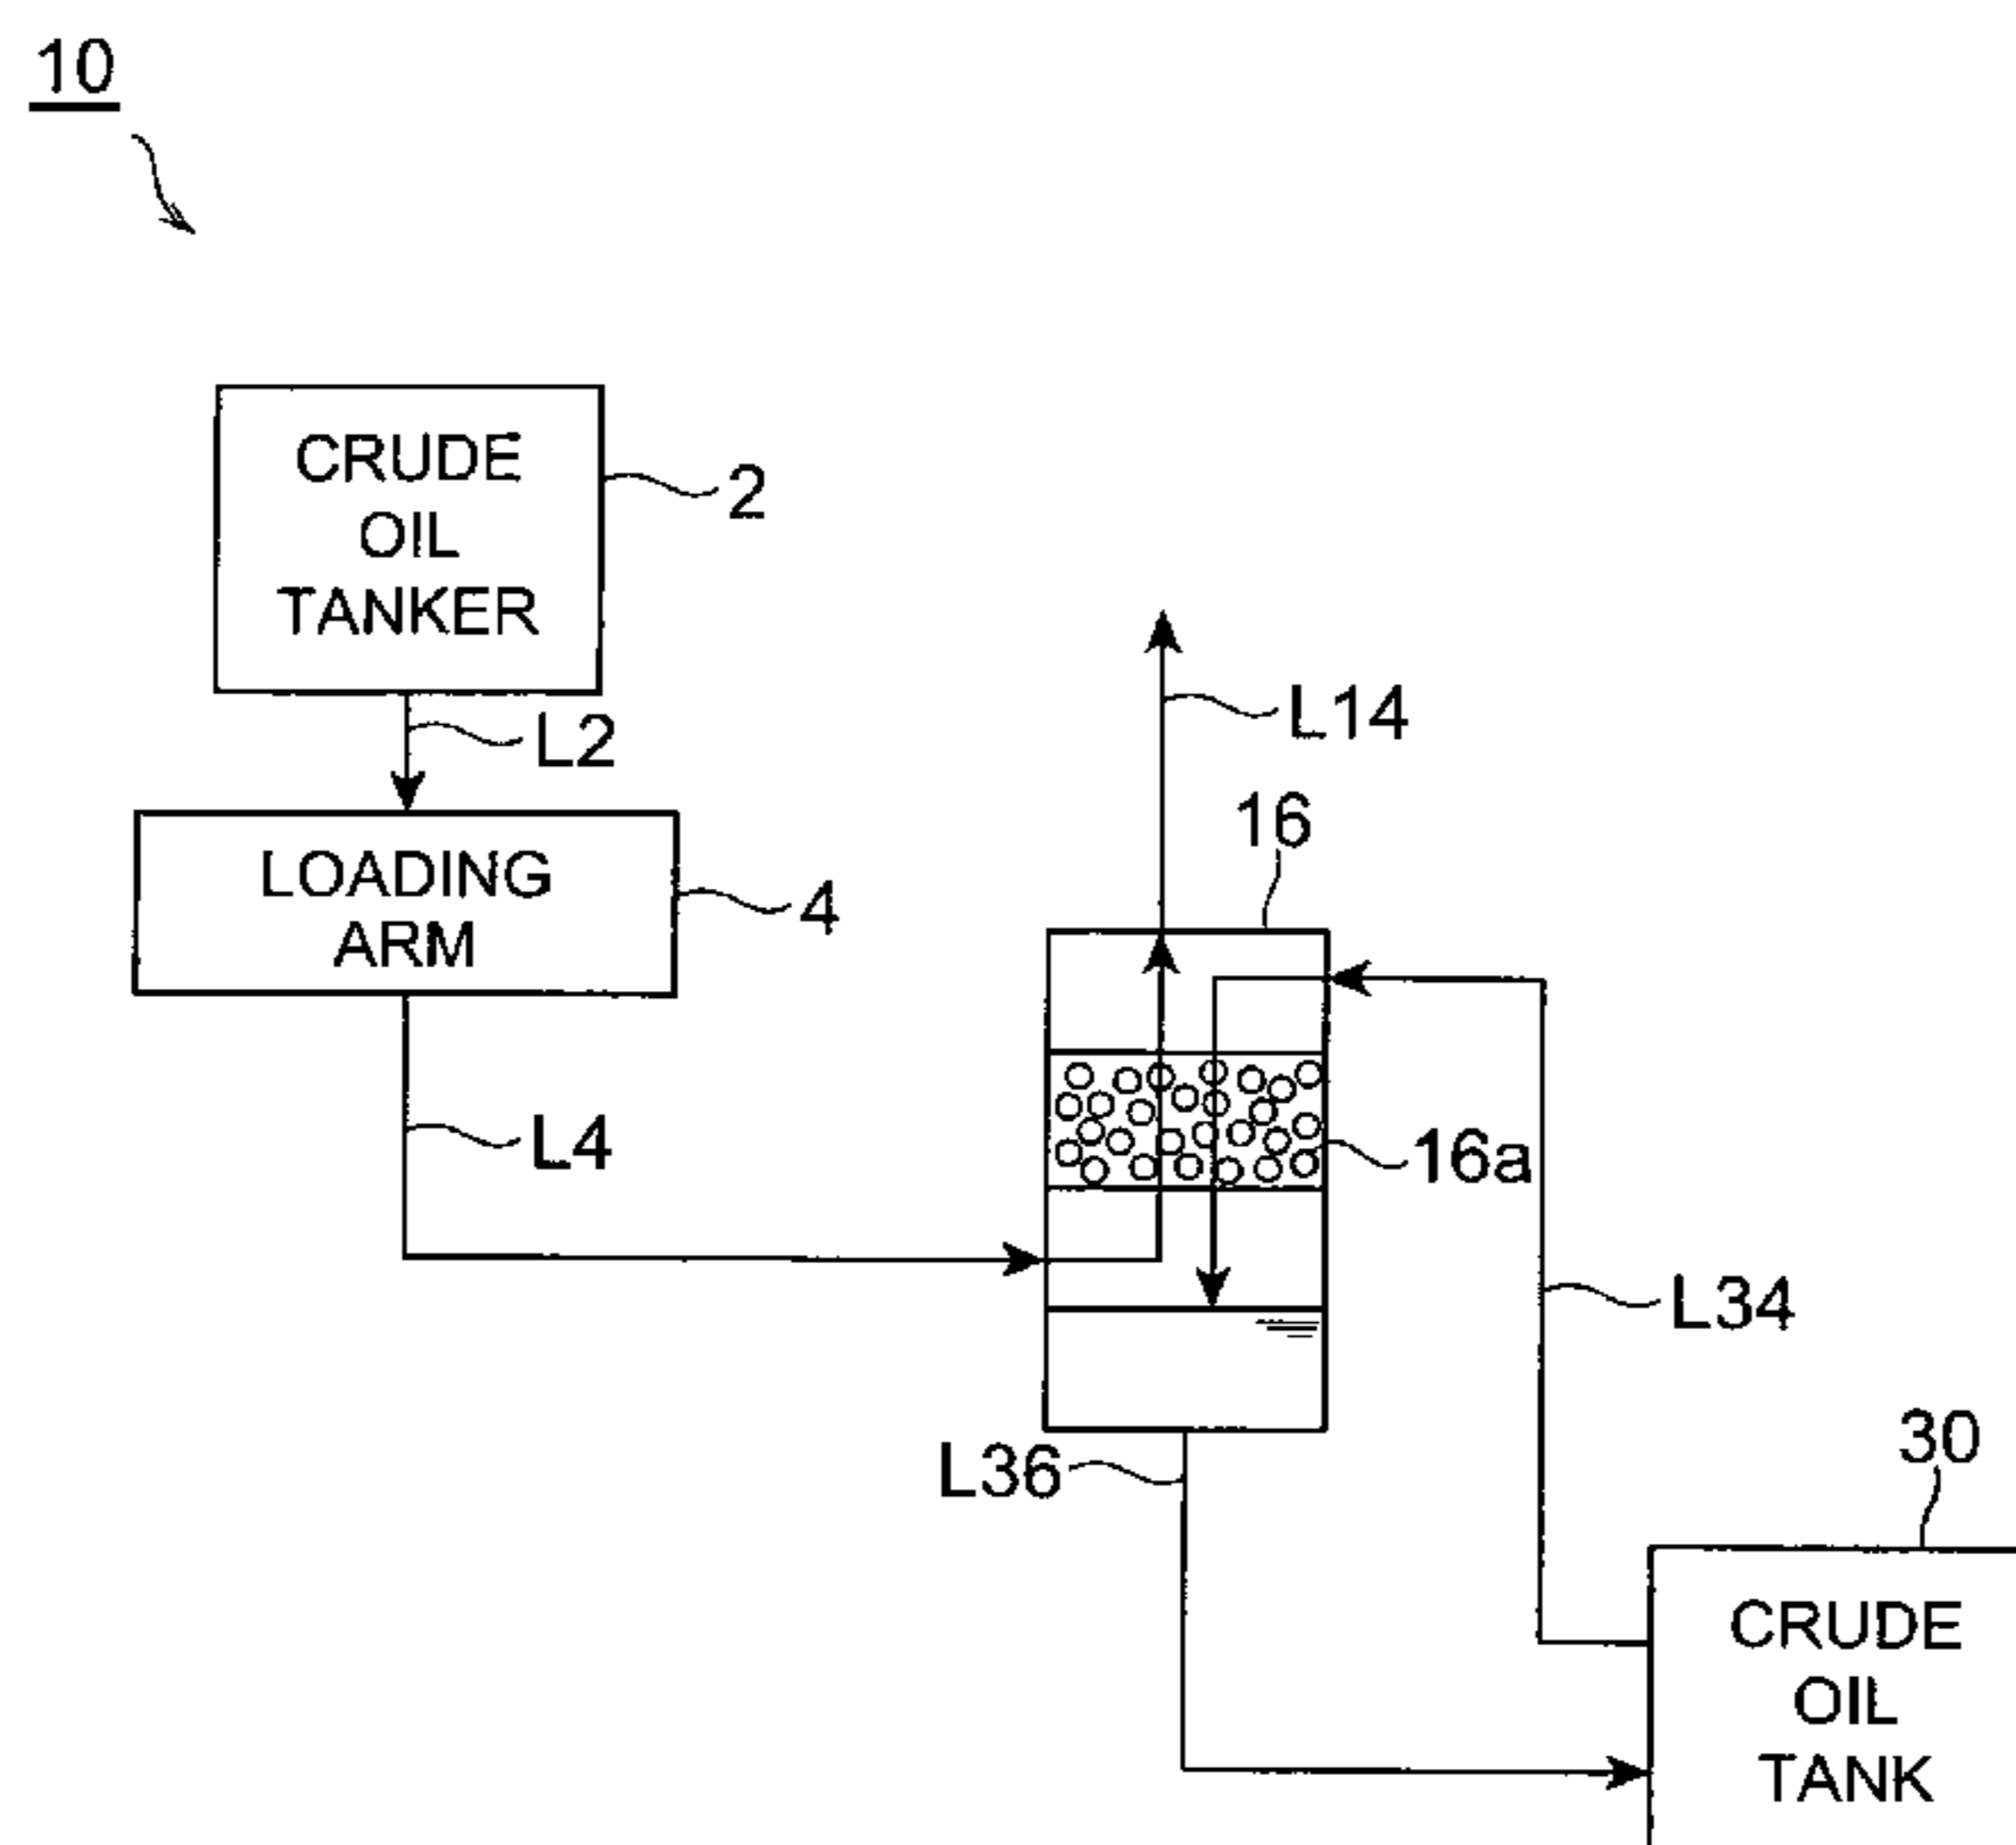 10
CRUDE
OIL
TANKER
2
L2
L14
LOADING
ARM
4
16
L4
16a
L34
L36
30
CRUDE
OIL
TANK